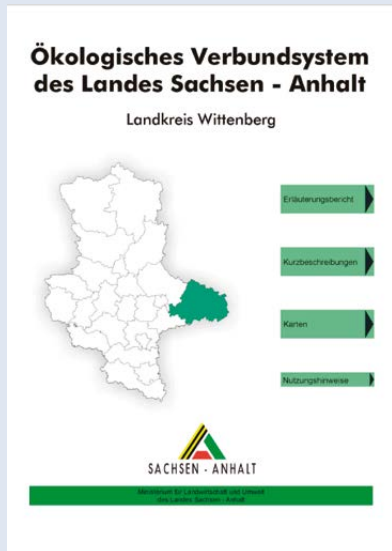 Ökologisches Verbundsystem
des Landes Sachsen - Anhalt
Landkreis Wittenberg
Erläuterungsbericht
Kurzbeschreibungen
Karten
Nutzungshinweise
SACHSEN - ANHALT
Ministerium für Landwirtschaft und Umwelt
des Landes Sachsen - Anhalt